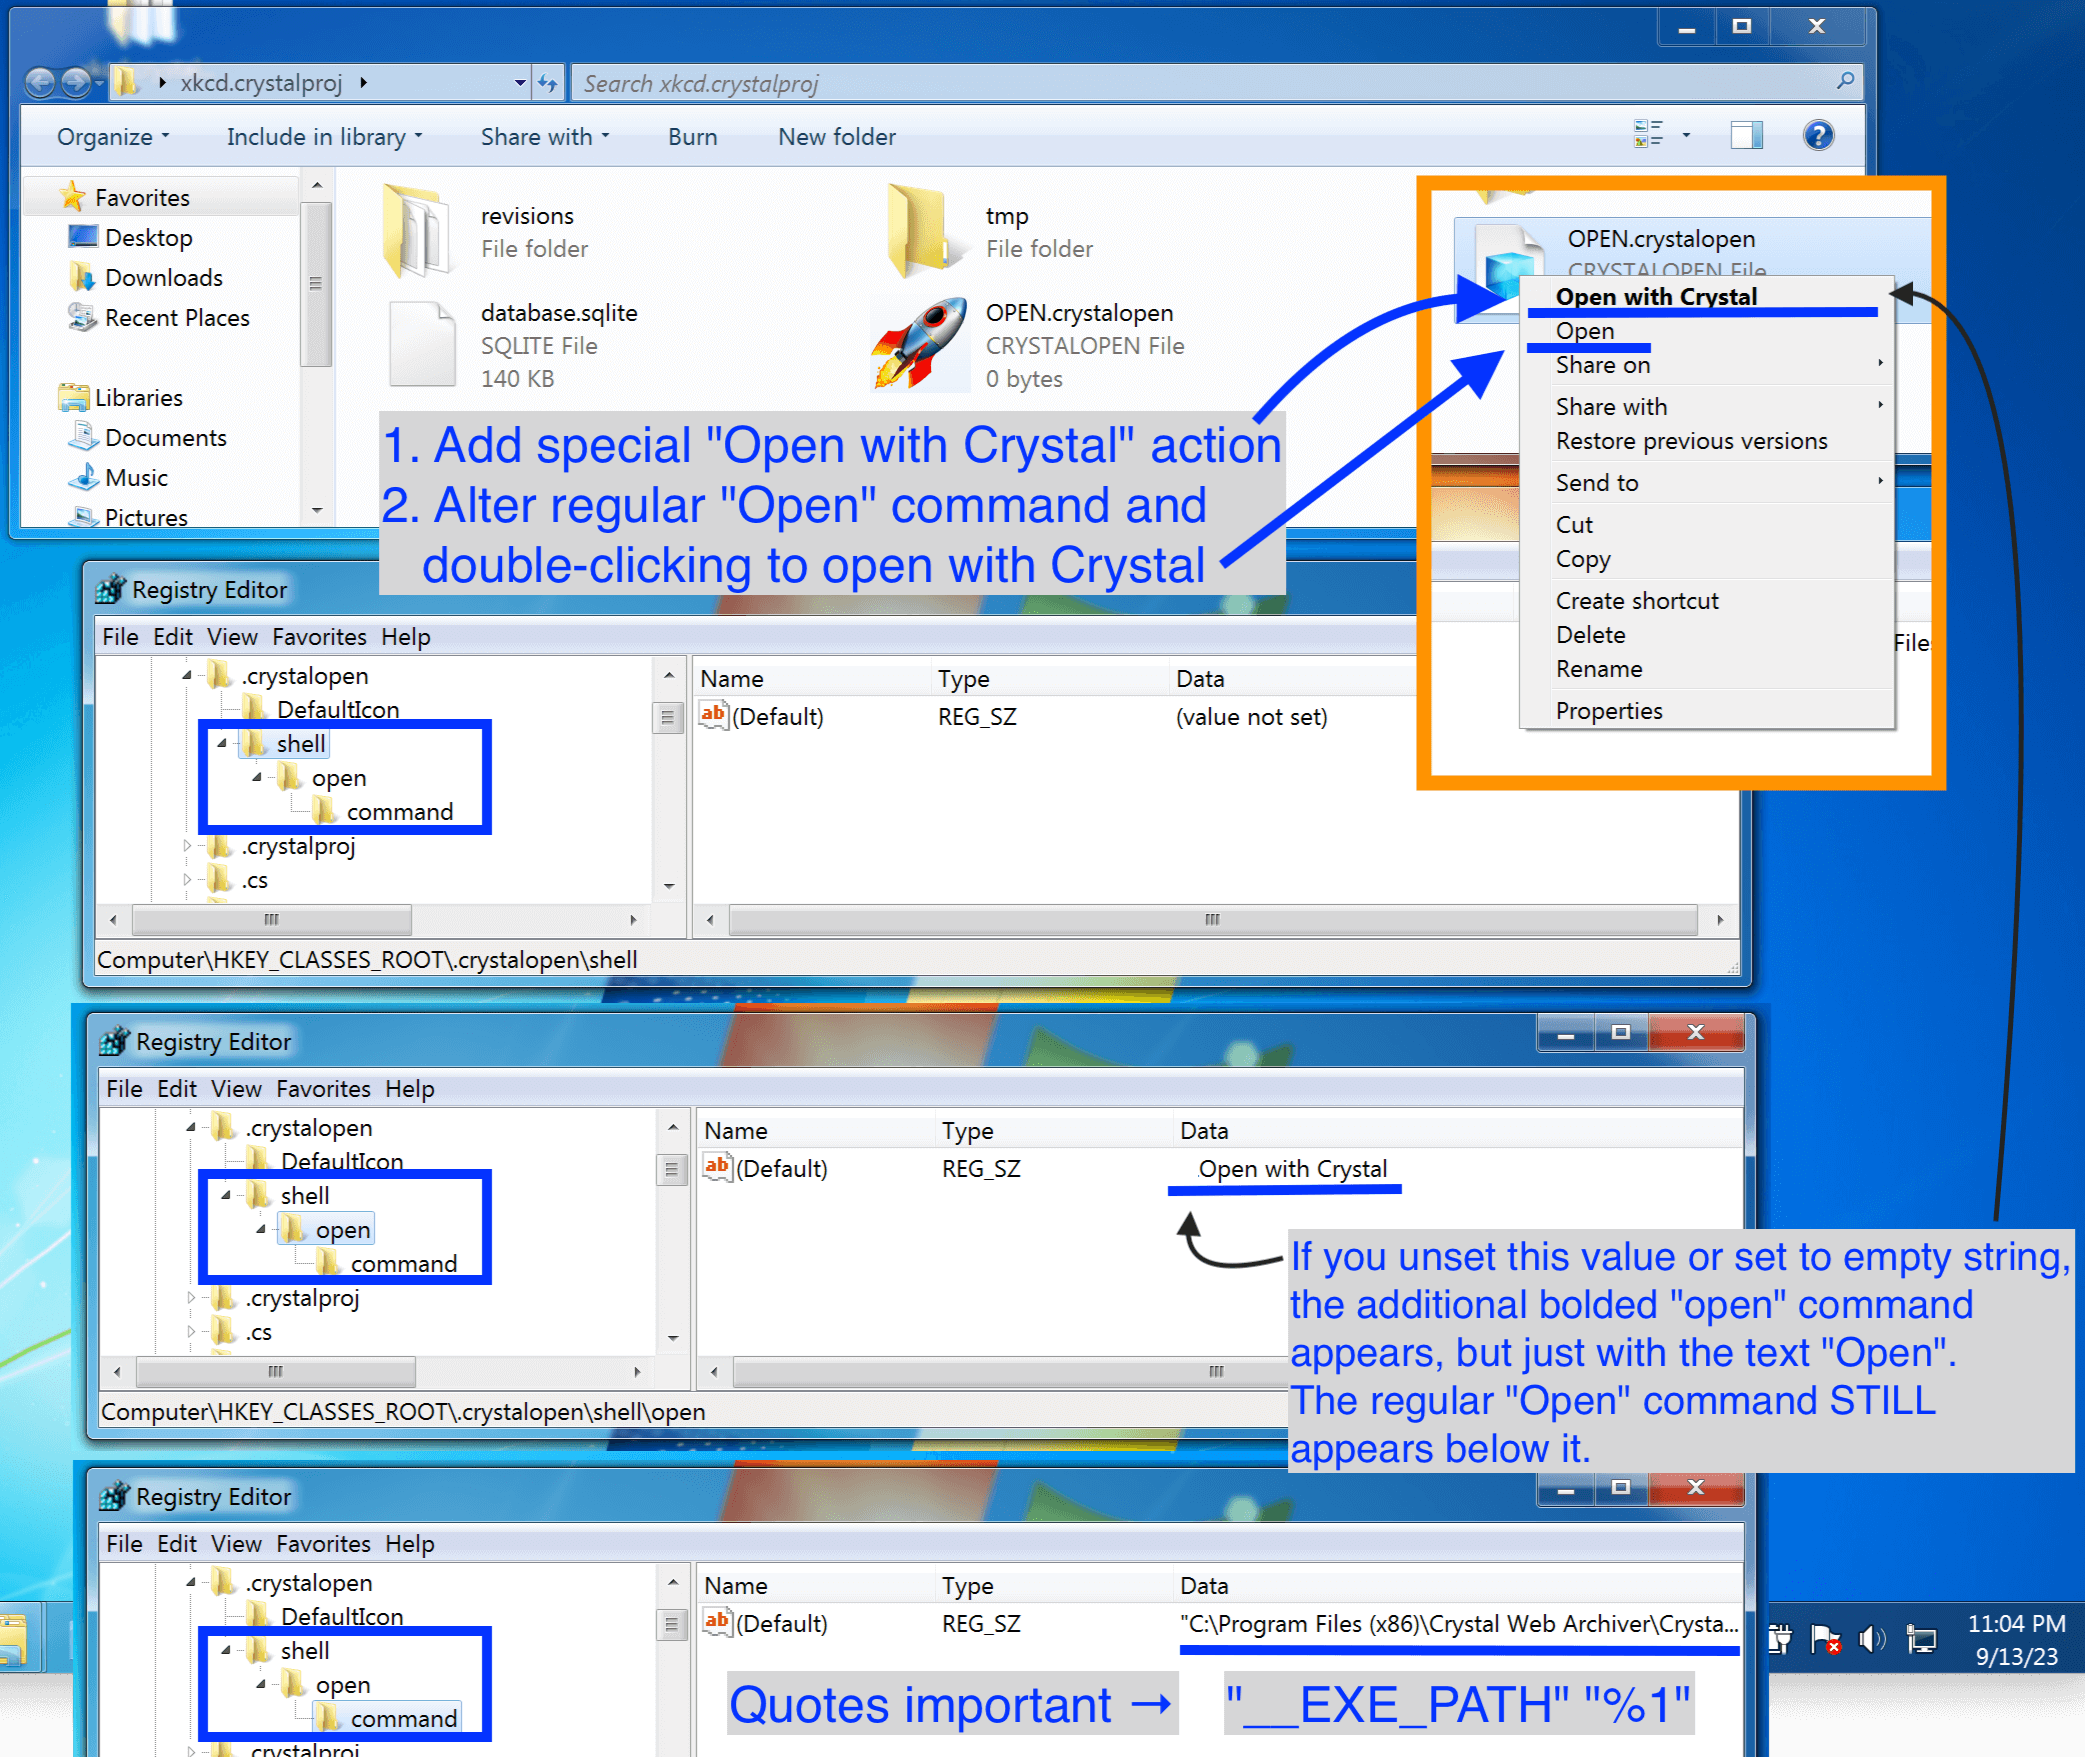 xkcd.crystalproj
Search xkcd.crystalproj
Organize
Include in library
Share with
Burn
New folder
Favorites
Desktop
Downloads
Recent Places
Libraries
Documents
Music
Pictures
revisions
File folder
tmp
File folder
database.sqlite
SQLITE File
140 KB
OPEN.crystalopen
CRYSTALOPEN File
0 bytes
OPEN.crystalopen
CRYSTALOPEN File
Open with Crystal
Open
Share on
Share with
Restore previous versions
Send to
Cut
Copy
Create shortcut
Delete
Rename
Properties
File
1. Add special "Open with Crystal" action
2. Alter regular "Open" command and
double-clicking to open with Crystal
Registry Editor
File Edit View Favorites Help
.crystalopen
DefaultIcon
shell
open
command
.crystalproj
.cs
Name Type Data
ab (Default) REG_SZ (value not set)
Computer\HKEY_CLASSES_ROOT\.crystalopen\shell
Registry Editor
File Edit View Favorites Help
.crystalopen
DefaultIcon
shell
open
command
.crystalproj
.cs
Name Type Data
ab (Default) REG_SZ Open with Crystal
Computer\HKEY_CLASSES_ROOT\.crystalopen\shell\open
If you unset this value or set to empty string,
the additional bolded "open" command
appears, but just with the text "Open".
The regular "Open" command STILL
appears below it.
Registry Editor
File Edit View Favorites Help
.crystalopen
DefaultIcon
shell
open
command
.crystalproj
Name Type Data
ab (Default) REG_SZ "C:\Program Files (x86)\Crystal Web Archiver\Crysta...
Quotes important → "__EXE_PATH" "%1"
11:04 PM
9/13/23